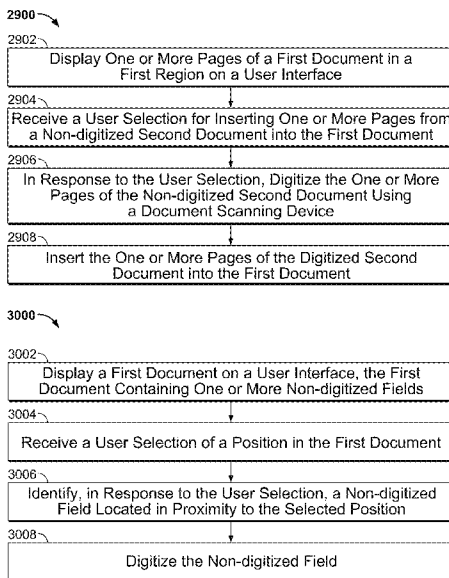 2900
2902
Display One or More Pages of a First Document in a
First Region on a User Interface
2904
Receive a User Selection for Inserting One or More Pages from
a Non-digitized Second Document into the First Document
2906
In Response to the User Selection, Digitize the One or More
Pages of the Non-digitized Second Document Using
a Document Scanning Device
2908
Insert the One or More Pages of the Digitized Second
Document into the First Document
3000
3002
Display a First Document on a User Interface, the First
Document Containing One or More Non-digitized Fields
3004
Receive a User Selection of a Position in the First Document
3006
Identify, in Response to the User Selection, a Non-digitized
Field Located in Proximity to the Selected Position
3008
Digitize the Non-digitized Field